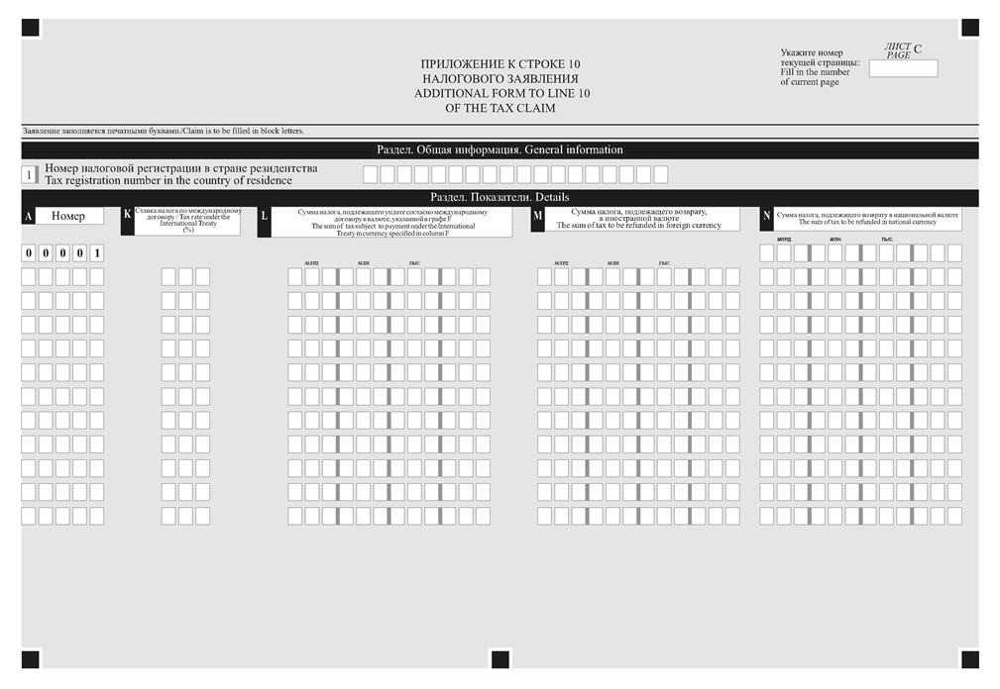 ПРИЛОЖЕНИЕ К СТРОКЕ 10
НАЛОГОВОГО ЗАЯВЛЕНИЯ
ADDITIONAL FORM TO LINE 10
OF THE TAX CLAIM
Укажите номер
текущей страницы:
Fill in the number
of current page
ЛИСТ C
PAGE
Заявление заполняется печатными буквами./Claim is to be filled in block letters.
Раздел. Общая информация. General information
1 Номер налоговой регистрации в стране резидентства
Tax registration number in the country of residence
Раздел. Показатели. Details
A Номер
K Ставка налога по международному
договору / Tax rate under the
International Treaty
(%)
L Сумма налога, подлежащего уплате согласно международному
договору в валюте, указанной в графе F
The sum of tax subject to payment under the International
Treaty in currency specified in column F
M Сумма налога, подлежащего возврату,
в иностранной валюте
The sum of tax to be refunded in foreign currency
N Сумма налога, подлежащего возврату в национальной валюте
The sum of tax to be refunded in national currency
МЛРД. МЛН. ТЫС.
0 0 0 0 1
МЛРД МЛН. ТЫС.
МЛРД МЛН. ТЫС.